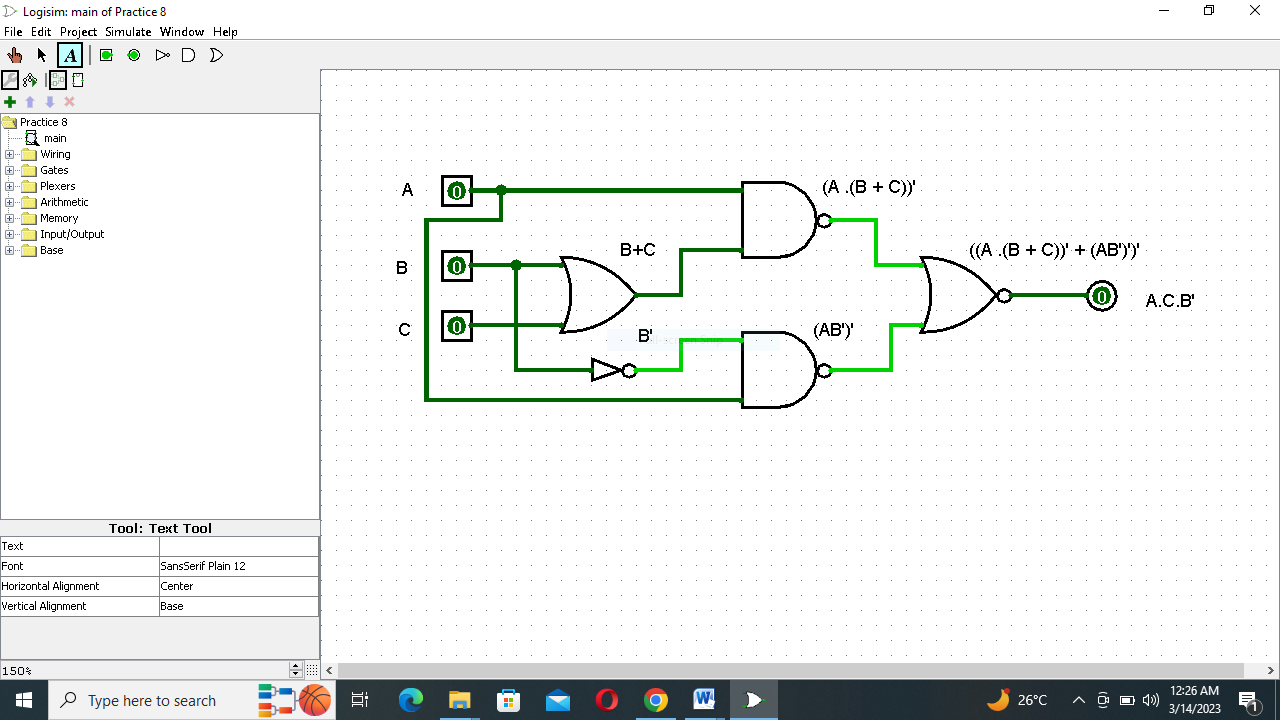 Logisim: main of Practice 8
File Edit Project Simulate Window Help
A
Practice 8
main
Wiring
Gates
Plexers
Arithmetic
Memory
Input/Output
Base
A
0
(A .(B + C))'
B
0
B+C
((A .(B + C))' + (AB')')'
0
A.C.B'
C
0
B'
(AB')'
Tool: Text Tool
Text
Font SansSerif Plain 12
Horizontal Alignment Center
Vertical Alignment Base
150%
Type here to search
W
26°C
12:26 AM
3/14/2023
1